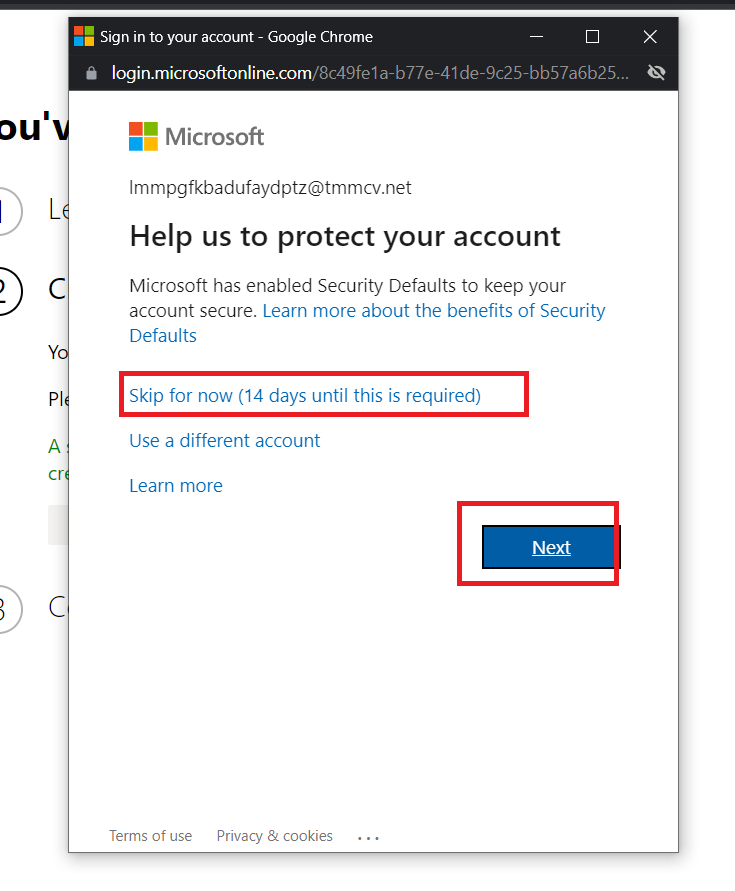 Sign in to your account - Google Chrome
login.microsoftonline.com/8c49fe1a-b77e-41de-9c25-bb57a6b25...
Microsoft
lmmpgfkbadufaydptz@tmmcv.net
ou'v
Help us to protect your account
Le
Microsoft has enabled Security Defaults to keep your
account secure. Learn more about the benefits of Security
Defaults
2
C
Yo
Ple
Skip for now (14 days until this is required)
A s
Use a different account
cre
Learn more
Next
3
Co
Terms of use Privacy & cookies ...